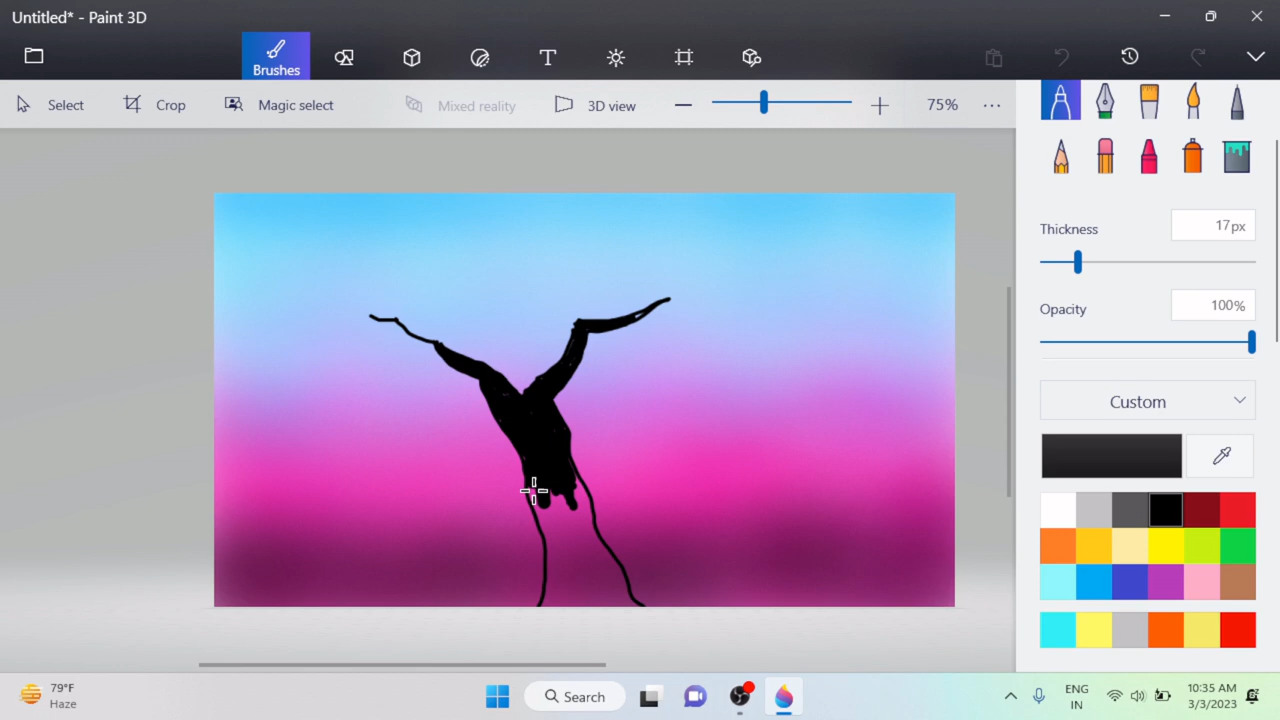 Untitled* - Paint 3D
Brushes
Select
Crop
Magic select
Mixed reality
3D view
75%
Thickness
17px
Opacity
100%
Custom
79°F
Haze
Search
ENG
IN
10:35 AM
3/3/2023